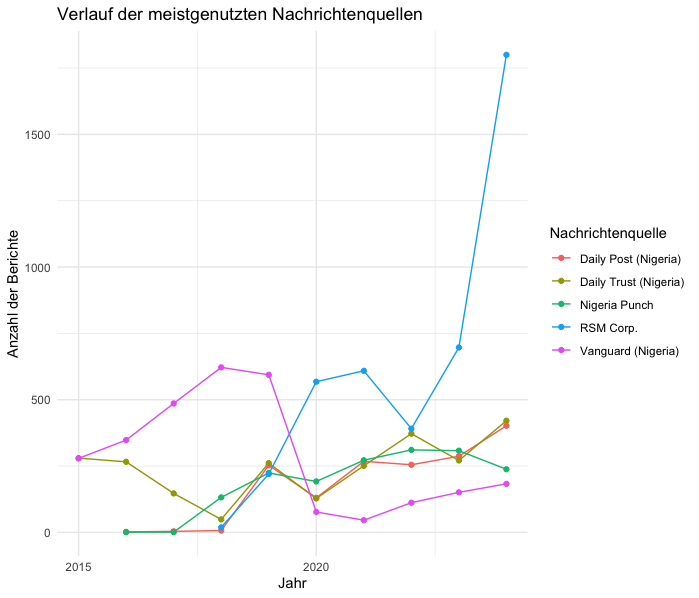 Verlauf der meistgenutzten Nachrichtenquellen
1500
1000
500
0
Anzahl der Berichte
2015
2020
Jahr
Nachrichtenquelle
Daily Post (Nigeria)
Daily Trust (Nigeria)
Nigeria Punch
RSM Corp.
Vanguard (Nigeria)